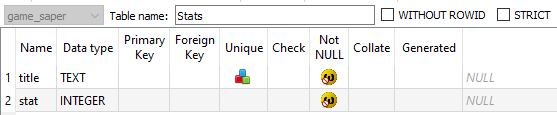 game_saper Table name: Stats WITHOUT ROWID STRICT
Name Data type Primary Key Foreign Key Unique Check Not NULL Collate Generated
1 title TEXT NULL
2 stat INTEGER NULL